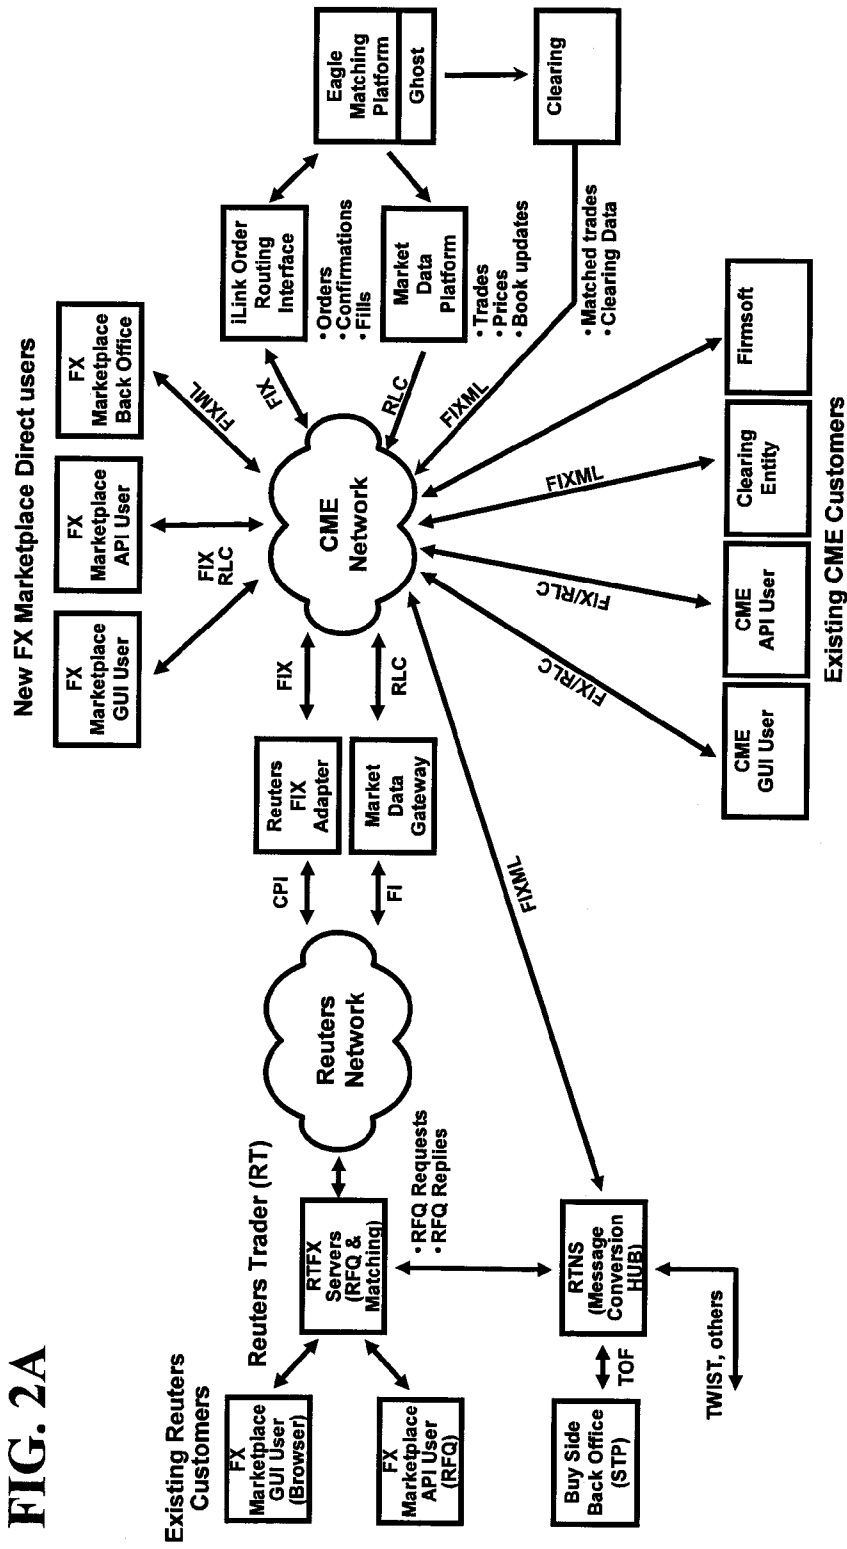 FIG. 2A
Existing Reuters
Customers
FX
Marketplace
GUI User
(Browser)
FX
Marketplace
API User
(RFQ)
Buy Side
Back Office
(STP)
TOF
TWIST, others
Reuters Trader (RT)
RTFX
Servers
(RFQ &
Matching)
• RFQ Requests
• RFQ Replies
RTNS
(Message
Conversion
HUB)
Reuters
Network
CPI
FI
Reuters
FIX
Adapter
Market
Data
Gateway
FIX
RLC
FIXML
New FX Marketplace Direct users
FX
Marketplace
GUI User
FX
Marketplace
API User
FX
Marketplace
Back Office
FIX
RLC
FIXML
CME
Network
FIX
RLC
FIXML
iLink Order
Routing
Interface
• Orders
• Confirmations
• Fills
Market
Data
Platform
• Trades
• Prices
• Book updates
Eagle
Matching
Platform
Ghost
Clearing
• Matched trades
• Clearing Data
FIX/RLC
FIX/RLC
FIXML
CME
GUI User
CME
API User
Clearing
Entity
Firmsoft
Existing CME Customers